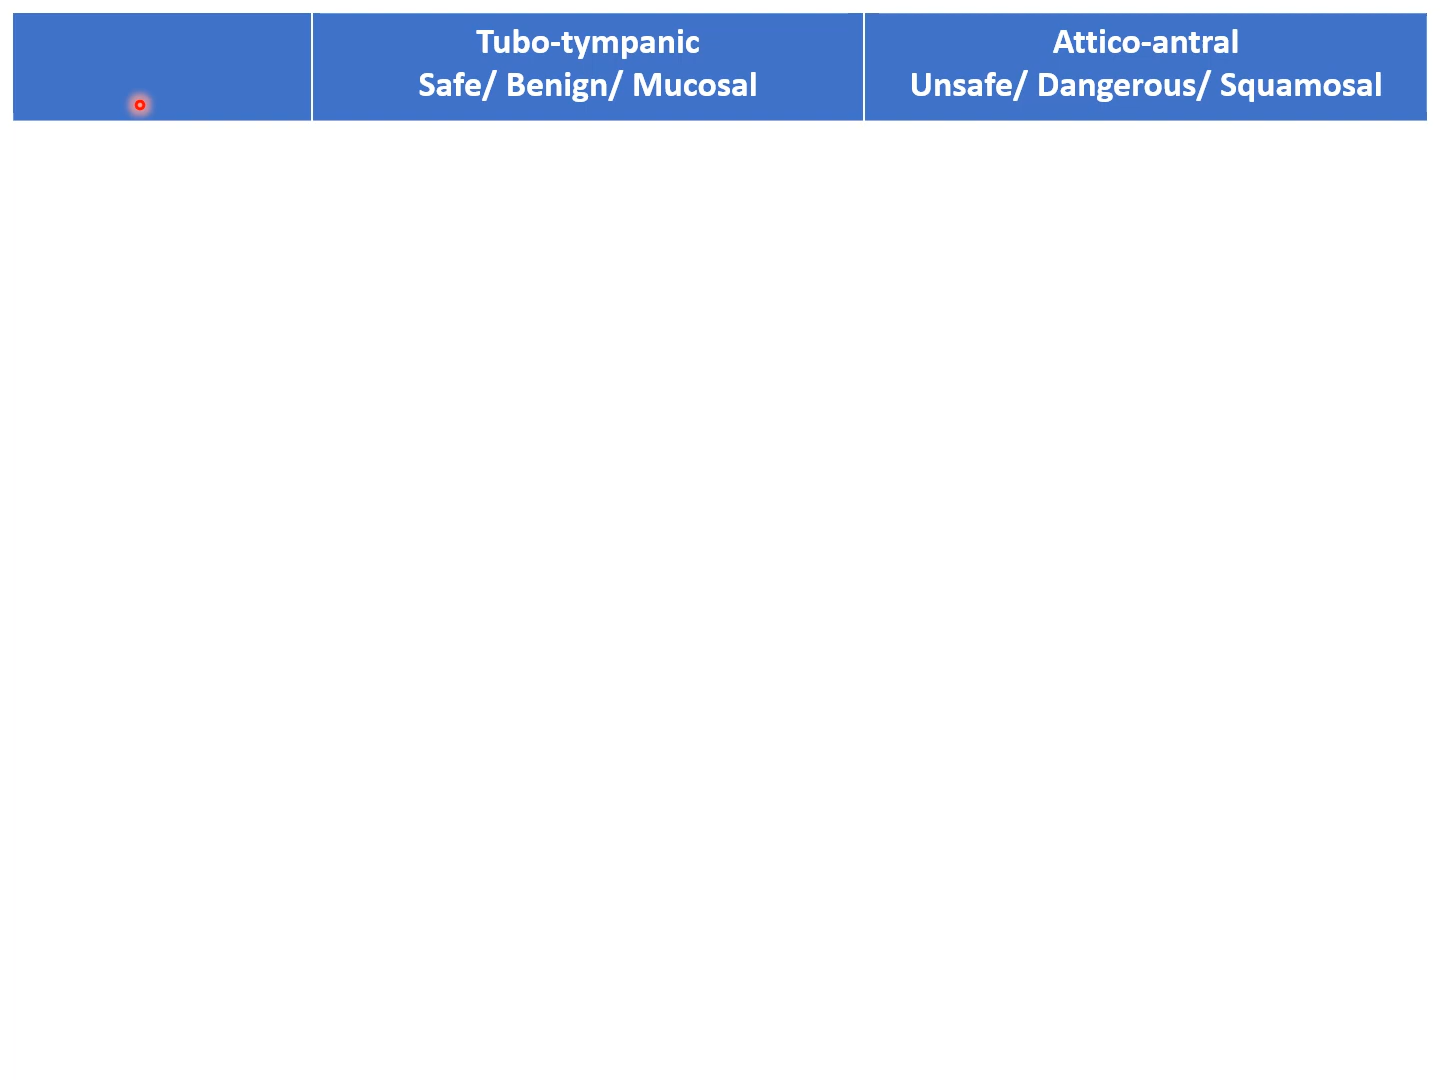 Tubo-tympanic
Safe/ Benign/ Mucosal
Attico-antral
Unsafe/ Dangerous/ Squamosal